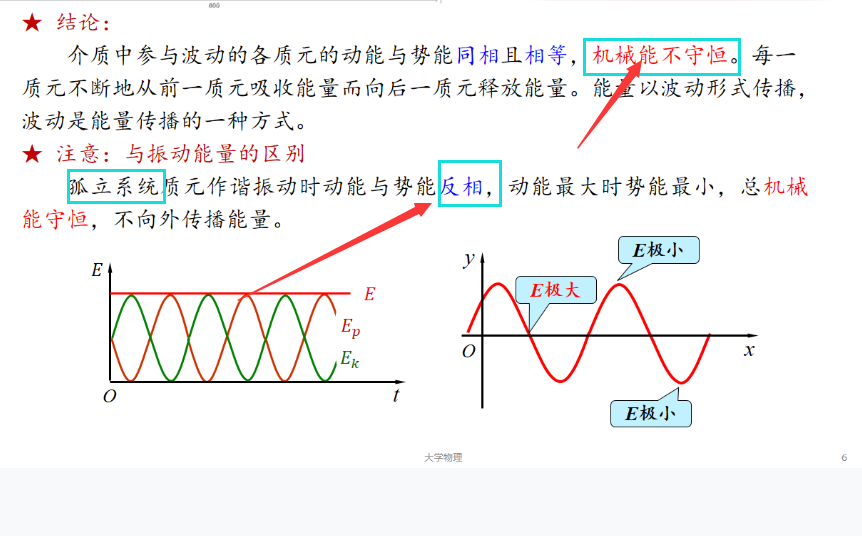 ★ 结论：
介质中参与波动的各质元的动能与势能同相且相等，机械能不守恒。每一
质元不断地从前一质元吸收能量而向后一质元释放能量。能量以波动形式传播，
波动是能量传播的一种方式。
★ 注意：与振动能量的区别
孤立系统质元作谐振动时动能与势能反相，动能最大时势能最小，总机械
能守恒，不向外传播能量。
E
E
E_p
E_k
O
t
y
E极小
E极大
O
x
E极小
大学物理
6